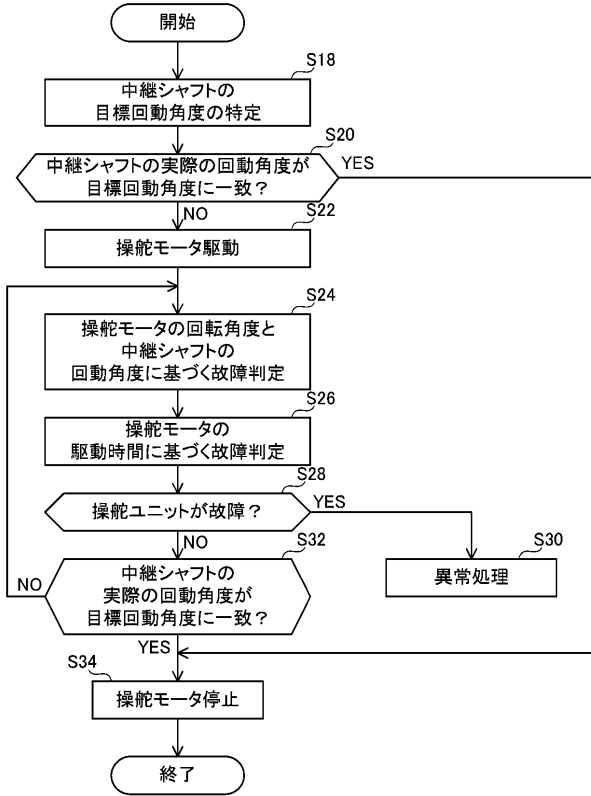 開始
S18
中継シャフトの
目標回動角度の特定
S20
中継シャフトの実際の回動角度が
目標回動角度に一致？
YES
NO
S22
操舵モータ駆動
S24
操舵モータの回転角度と
中継シャフトの
回動角度に基づく故障判定
S26
操舵モータの
駆動時間に基づく故障判定
S28
操舵ユニットが故障？
YES
NO
S30
異常処理
S32
中継シャフトの
実際の回動角度が
目標回動角度に一致？
NO
YES
S34
操舵モータ停止
終了